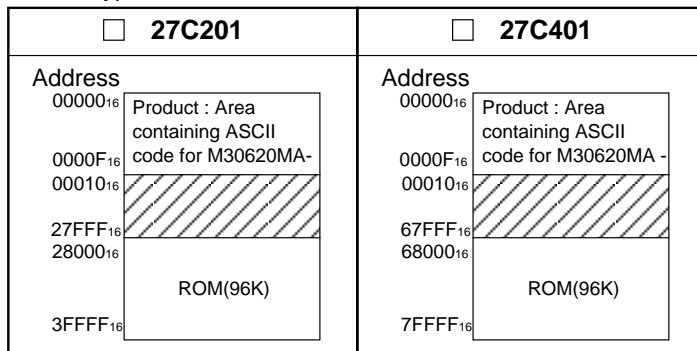 □ 27C201
Address
00000₁₆
Product : Area
containing ASCII
code for M30620MA-
0000F₁₆
00010₁₆
27FFF₁₆
28000₁₆
ROM(96K)
3FFFF₁₆
□ 27C401
Address
00000₁₆
Product : Area
containing ASCII
code for M30620MA -
0000F₁₆
00010₁₆
67FFF₁₆
68000₁₆
ROM(96K)
7FFFF₁₆